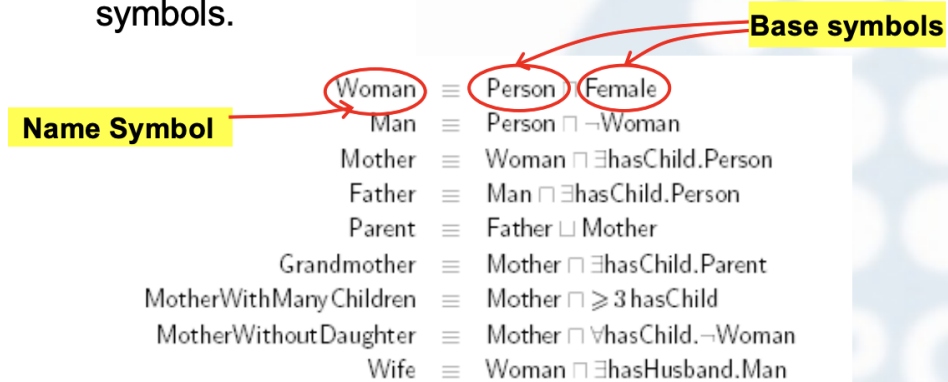 symbols.
Base symbols
Woman ≡ Person ⊓ Female
Name Symbol
Man ≡ Person ⊓ ¬Woman
Mother ≡ Woman ⊓ ∃hasChild.Person
Father ≡ Man ⊓ ∃hasChild.Person
Parent ≡ Father ⊔ Mother
Grandmother ≡ Mother ⊓ ∃hasChild.Parent
MotherWithManyChildren ≡ Mother ⊓ ⩾ 3 hasChild
MotherWithoutDaughter ≡ Mother ⊓ ∀hasChild.¬Woman
Wife ≡ Woman ⊓ ∃hasHusband.Man